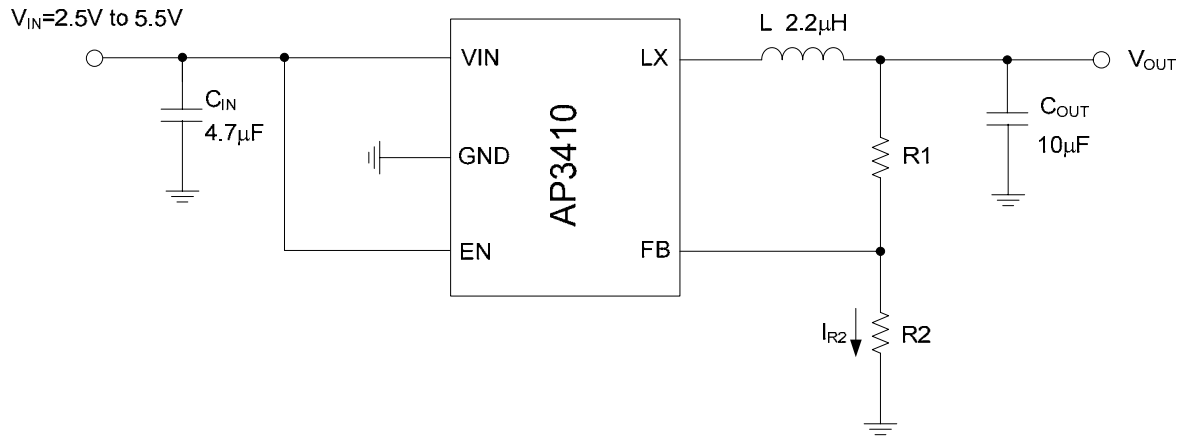 VIN=2.5V to 5.5V
CIN
4.7μF
VIN
GND
EN
AP3410
LX
FB
L 2.2μH
R1
IR2
R2
COUT
10μF
VOUT